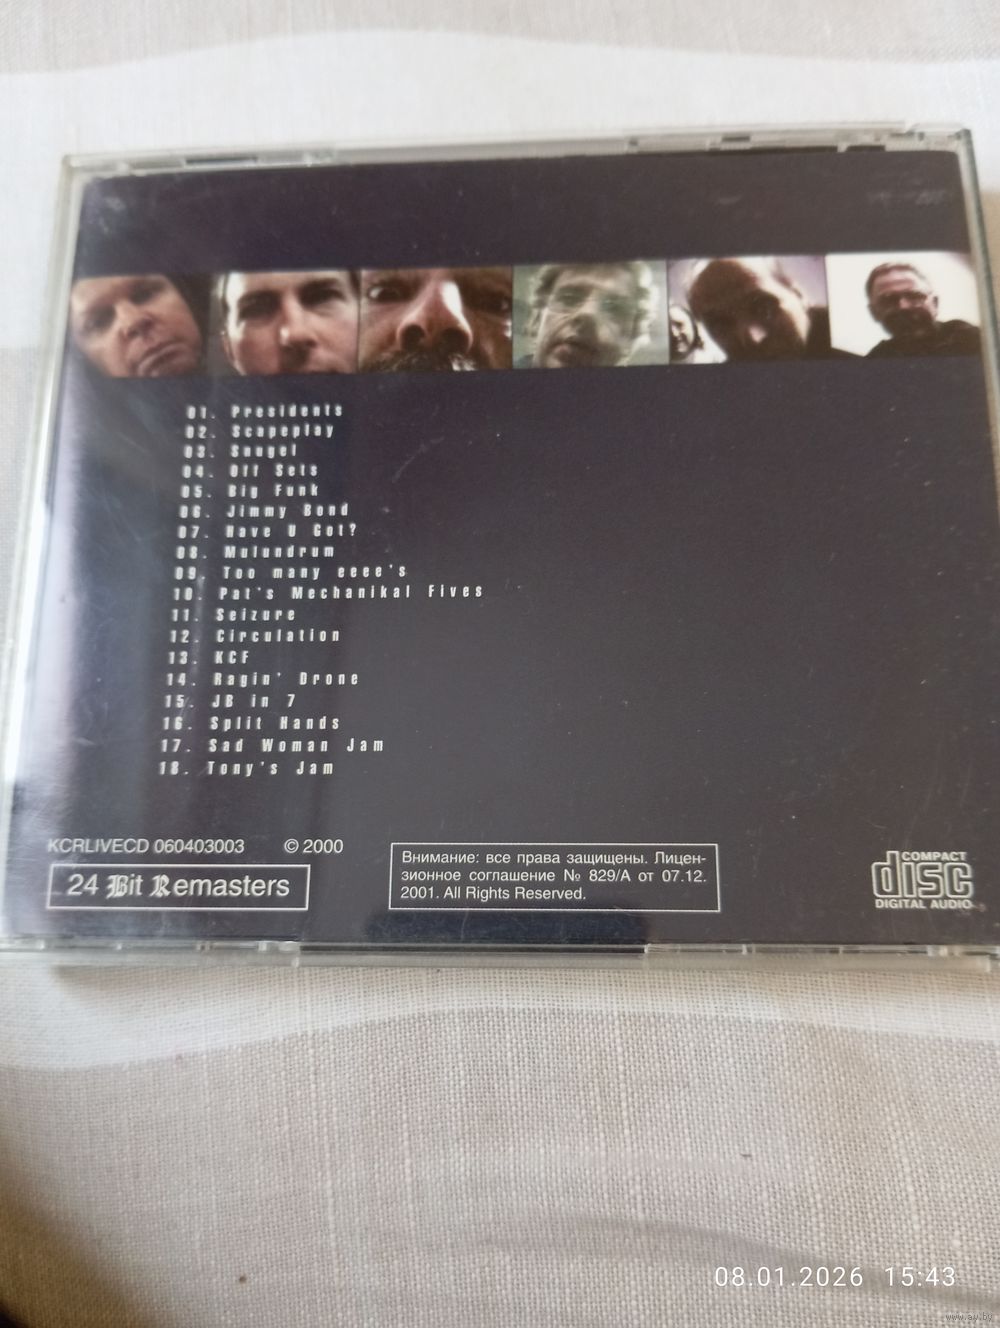 01. Presidents
02. Scapeplay
03. Snugel
04. Off Sets
05. Big Funk
06. Jimmy Bond
07. Have U Got?
08. Mulundrum
09. Too many eeee's
10. Pat's Mechanikal Fives
11. Seizure
12. Circulation
13. KCF
14. Ragin' Drone
15. JB in 7
16. Split Hands
17. Sad Woman Jam
18. Tony's Jam
KCRLIVECD 060403003 © 2000
24 Bit Remasters
Внимание: все права защищены. Лицен-
зионное соглашение № 829/А от 07.12.
2001. All Rights Reserved.
COMPACT
disc
DIGITAL AUDIO
08.01.2026 15:43
www.ay.by